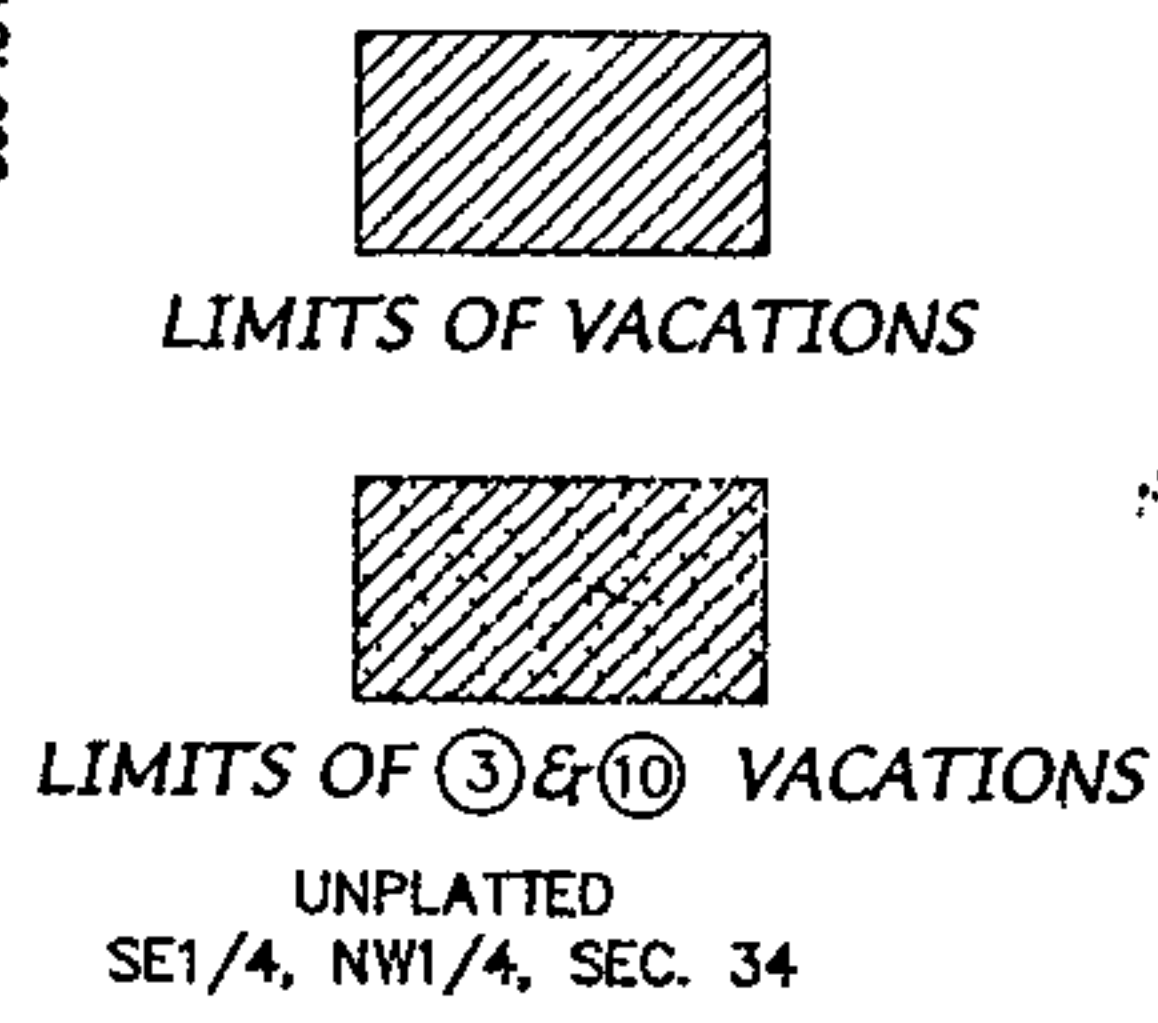 LIMITS OF VACATIONS
LIMITS OF ③ & ⑩ VACATIONS
UNPLATTED
SE1/4, NW1/4, SEC. 34